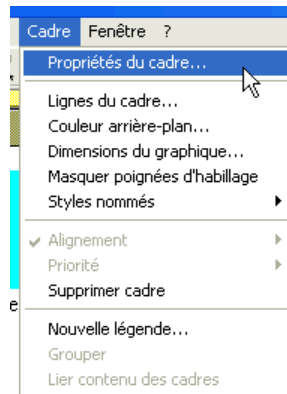 Cadre Fenêtre ?
Propriétés du cadre...
Lignes du cadre...
Couleur arrière-plan...
Dimensions du graphique...
Masquer poignées d'habillage
Styles nommés
Alignement
Priorité
Supprimer cadre
e
Nouvelle légende...
Grouper
Lier contenu des cadres